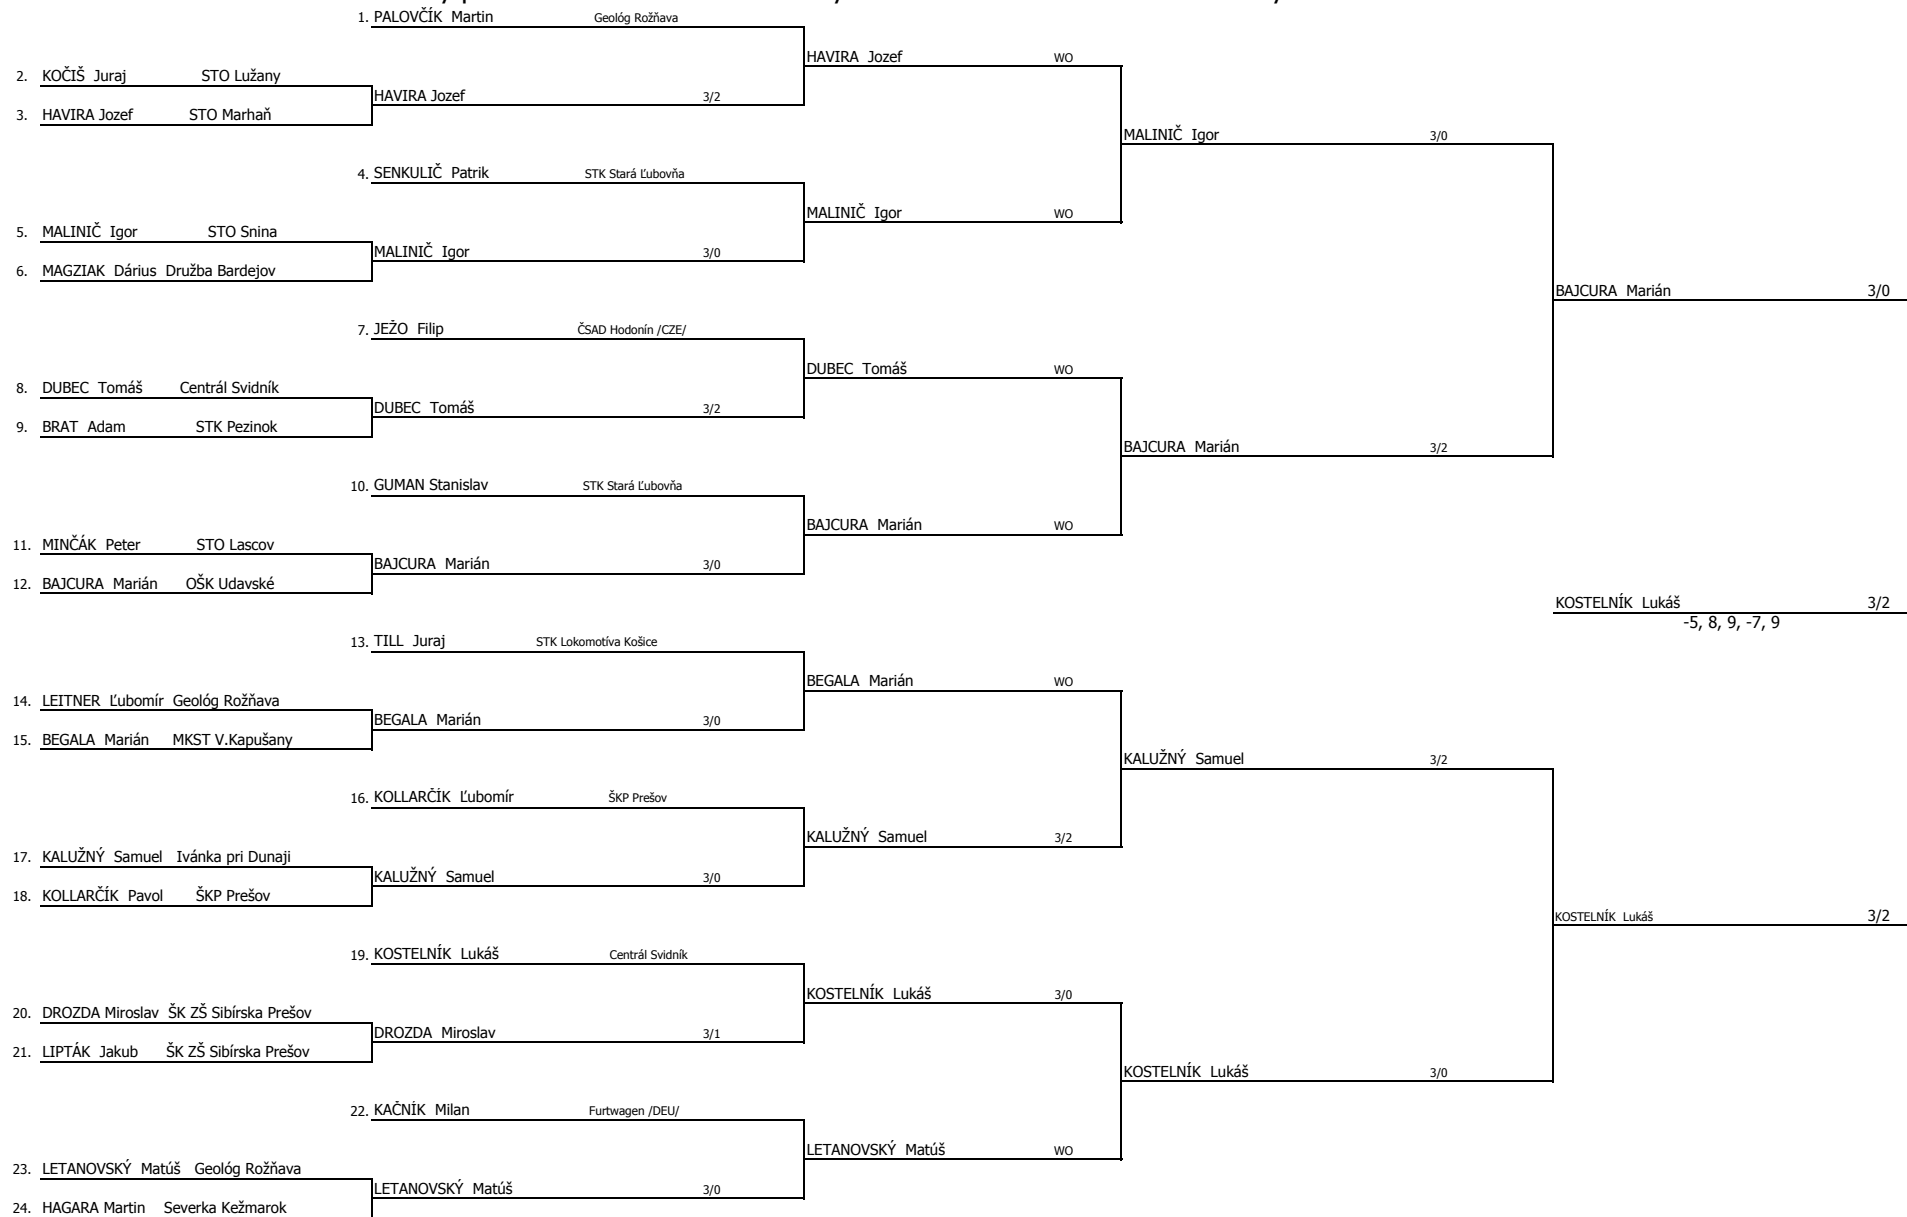 1. PALOVČÍK Martin Geológ Rožňava
HAVIRA Jozef WO
2. KOČIŠ Juraj STO Lužany
HAVIRA Jozef 3/2
3. HAVIRA Jozef STO Marhaň
MALINIČ Igor 3/0
4. SENKULIČ Patrik STK Stará Ľubovňa
MALINIČ Igor WO
5. MALINIČ Igor STO Snina
MALINIČ Igor 3/0
6. MAGZIAK Dárius Družba Bardejov
BAJCURA Marián 3/0
7. JEŽO Filip ČSAD Hodonín /CZE/
DUBEC Tomáš WO
8. DUBEC Tomáš Centrál Svidník
DUBEC Tomáš 3/2
9. BRAT Adam STK Pezinok
BAJCURA Marián 3/2
10. GUMAN Stanislav STK Stará Ľubovňa
BAJCURA Marián WO
11. MINČÁK Peter STO Lascov
BAJCURA Marián 3/0
12. BAJCURA Marián OŠK Udavské
KOSTELNÍK Lukáš 3/2
-5, 8, 9, -7, 9
13. TILL Juraj STK Lokomotíva Košice
BEGALA Marián WO
14. LEITNER Ľubomír Geológ Rožňava
BEGALA Marián 3/0
15. BEGALA Marián MKST V.Kapušany
KALUŽNÝ Samuel 3/2
16. KOLLARČÍK Ľubomír ŠKP Prešov
KALUŽNÝ Samuel 3/2
17. KALUŽNÝ Samuel Ivánka pri Dunaji
KALUŽNÝ Samuel 3/0
18. KOLLARČÍK Pavol ŠKP Prešov
KOSTELNÍK Lukáš 3/2
19. KOSTELNÍK Lukáš Centrál Svidník
KOSTELNÍK Lukáš 3/0
20. DROZDA Miroslav ŠK ZŠ Sibírska Prešov
DROZDA Miroslav 3/1
21. LIPTÁK Jakub ŠK ZŠ Sibírska Prešov
KOSTELNÍK Lukáš 3/0
22. KAČNÍK Milan Furtwagen /DEU/
LETANOVSKÝ Matúš WO
23. LETANOVSKÝ Matúš Geológ Rožňava
LETANOVSKÝ Matúš 3/0
24. HAGARA Martin Severka Kežmarok